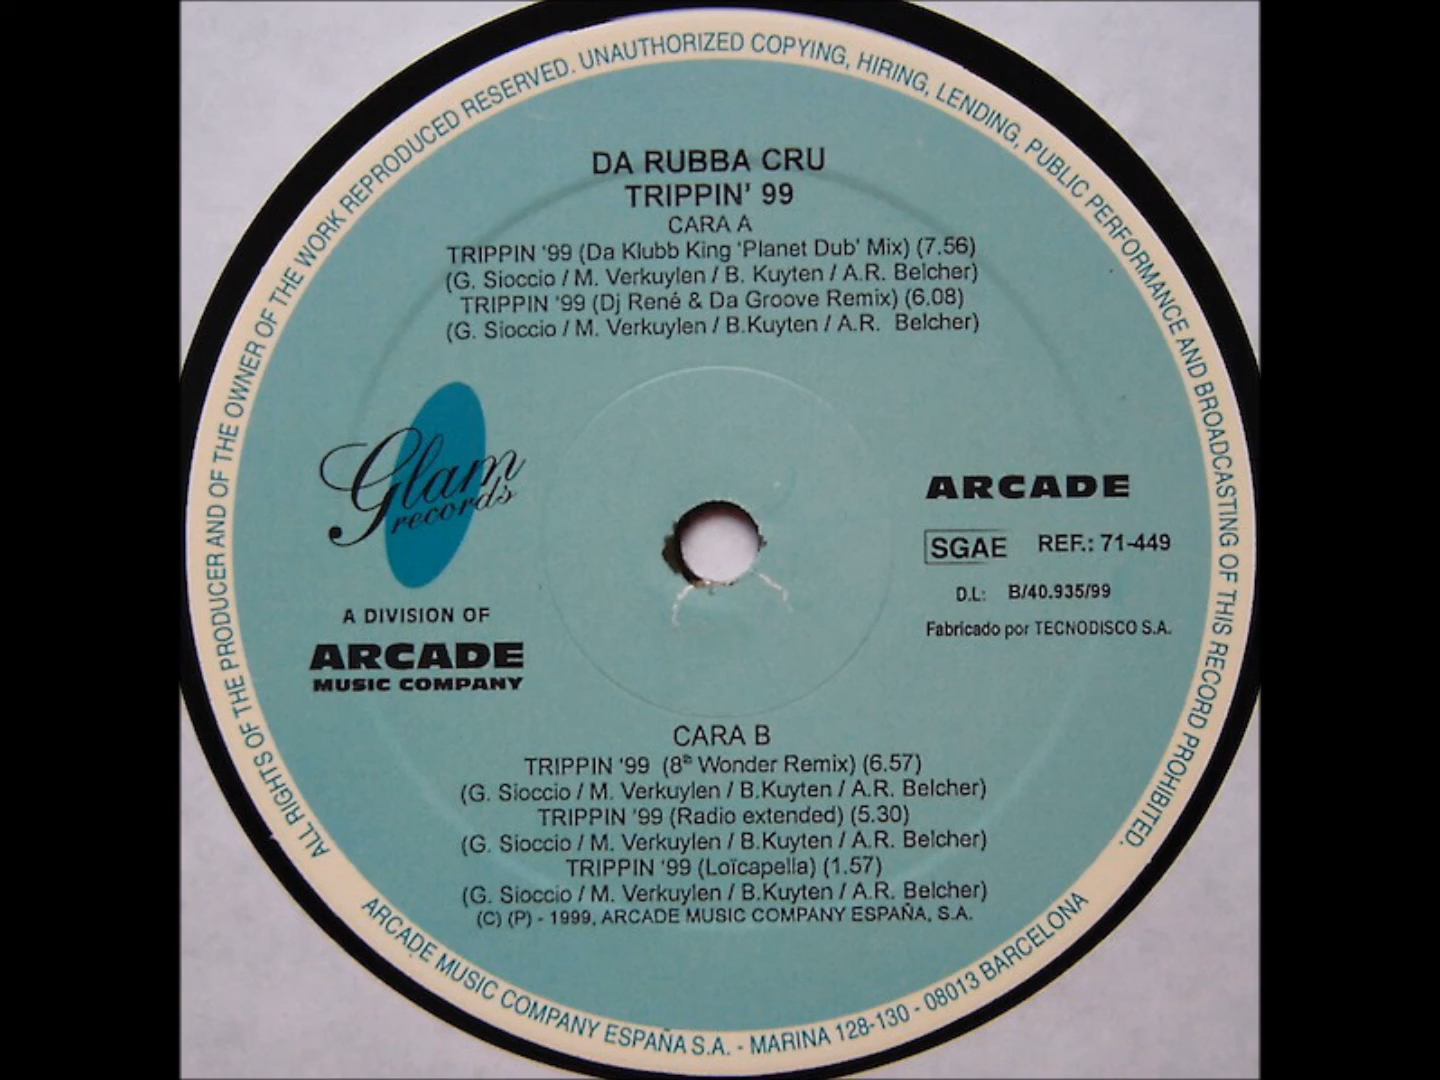 ALL RIGHTS OF THE PRODUCER AND OF THE OWNER OF THE WORK REPRODUCED RESERVED. UNAUTHORIZED COPYING, HIRING, LENDING, PUBLIC PERFORMANCE AND BROADCASTING OF THIS RECORD PROHIBITED.
DA RUBBA CRU
TRIPPIN' 99
CARA A
TRIPPIN '99 (Da Klubb King 'Planet Dub' Mix) (7.56)
(G. Sioccio / M. Verkuylen / B. Kuyten / A.R. Belcher)
TRIPPIN '99 (Dj René & Da Groove Remix) (6.08)
(G. Sioccio / M. Verkuylen / B.Kuyten / A.R. Belcher)
Glam
records
A DIVISION OF
ARCADE
MUSIC COMPANY
ARCADE
SGAE REF.: 71-449
D.L: B/40.935/99
Fabricado por TECNODISCO S.A.
CARA B
TRIPPIN '99 (8th Wonder Remix) (6.57)
(G. Sioccio / M. Verkuylen / B.Kuyten / A.R. Belcher)
TRIPPIN '99 (Radio extended) (5.30)
(G. Sioccio / M. Verkuylen / B.Kuyten / A.R. Belcher)
TRIPPIN '99 (Loïcapella) (1.57)
(G. Sioccio / M. Verkuylen / B.Kuyten / A.R. Belcher)
(C) (P) - 1999, ARCADE MUSIC COMPANY ESPAÑA, S.A.
ARCADE MUSIC COMPANY ESPAÑA S.A. - MARINA 128-130 - 08013 BARCELONA